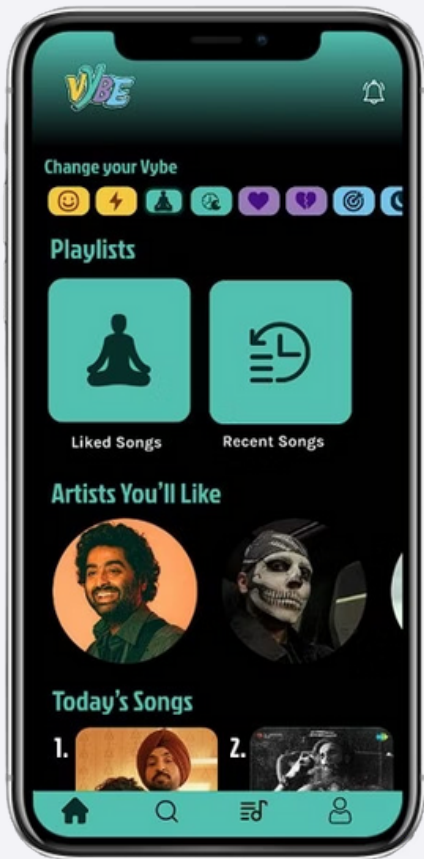 VYBE
Change your Vybe
Playlists
Liked Songs
Recent Songs
Artists You'll Like
Today's Songs
1.
2.